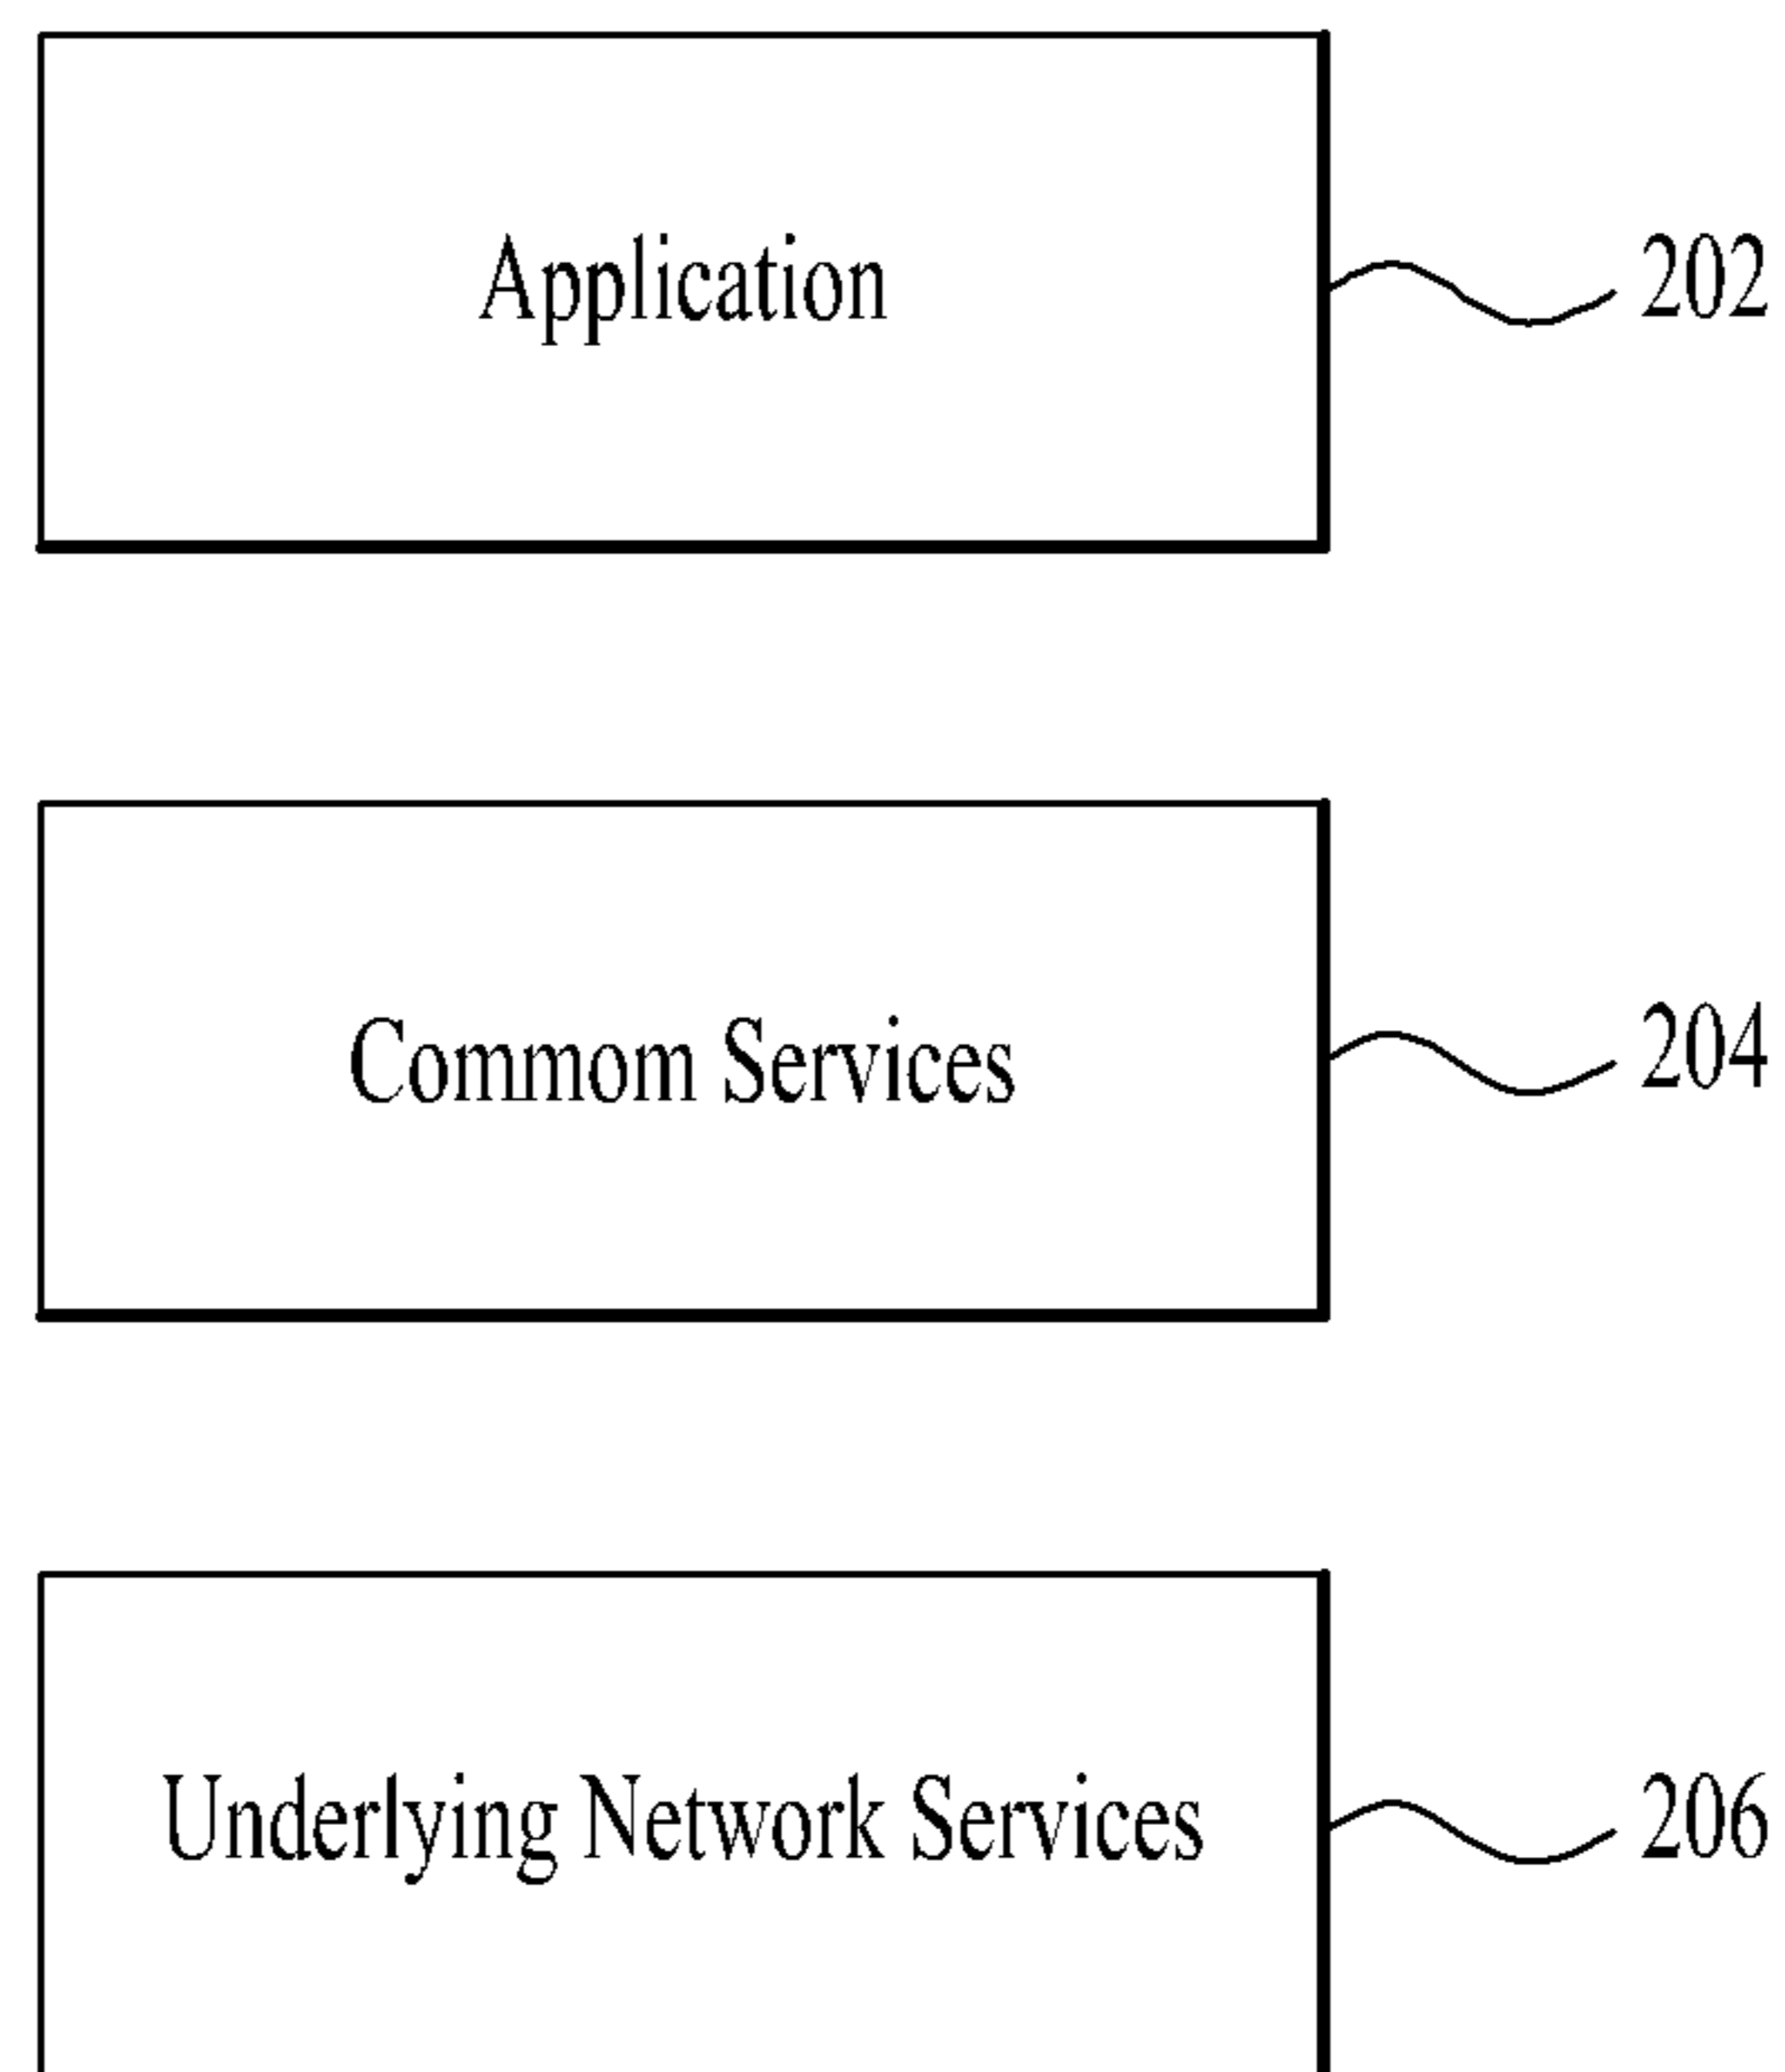 Application 202
Commom Services 204
Underlying Network Services 206